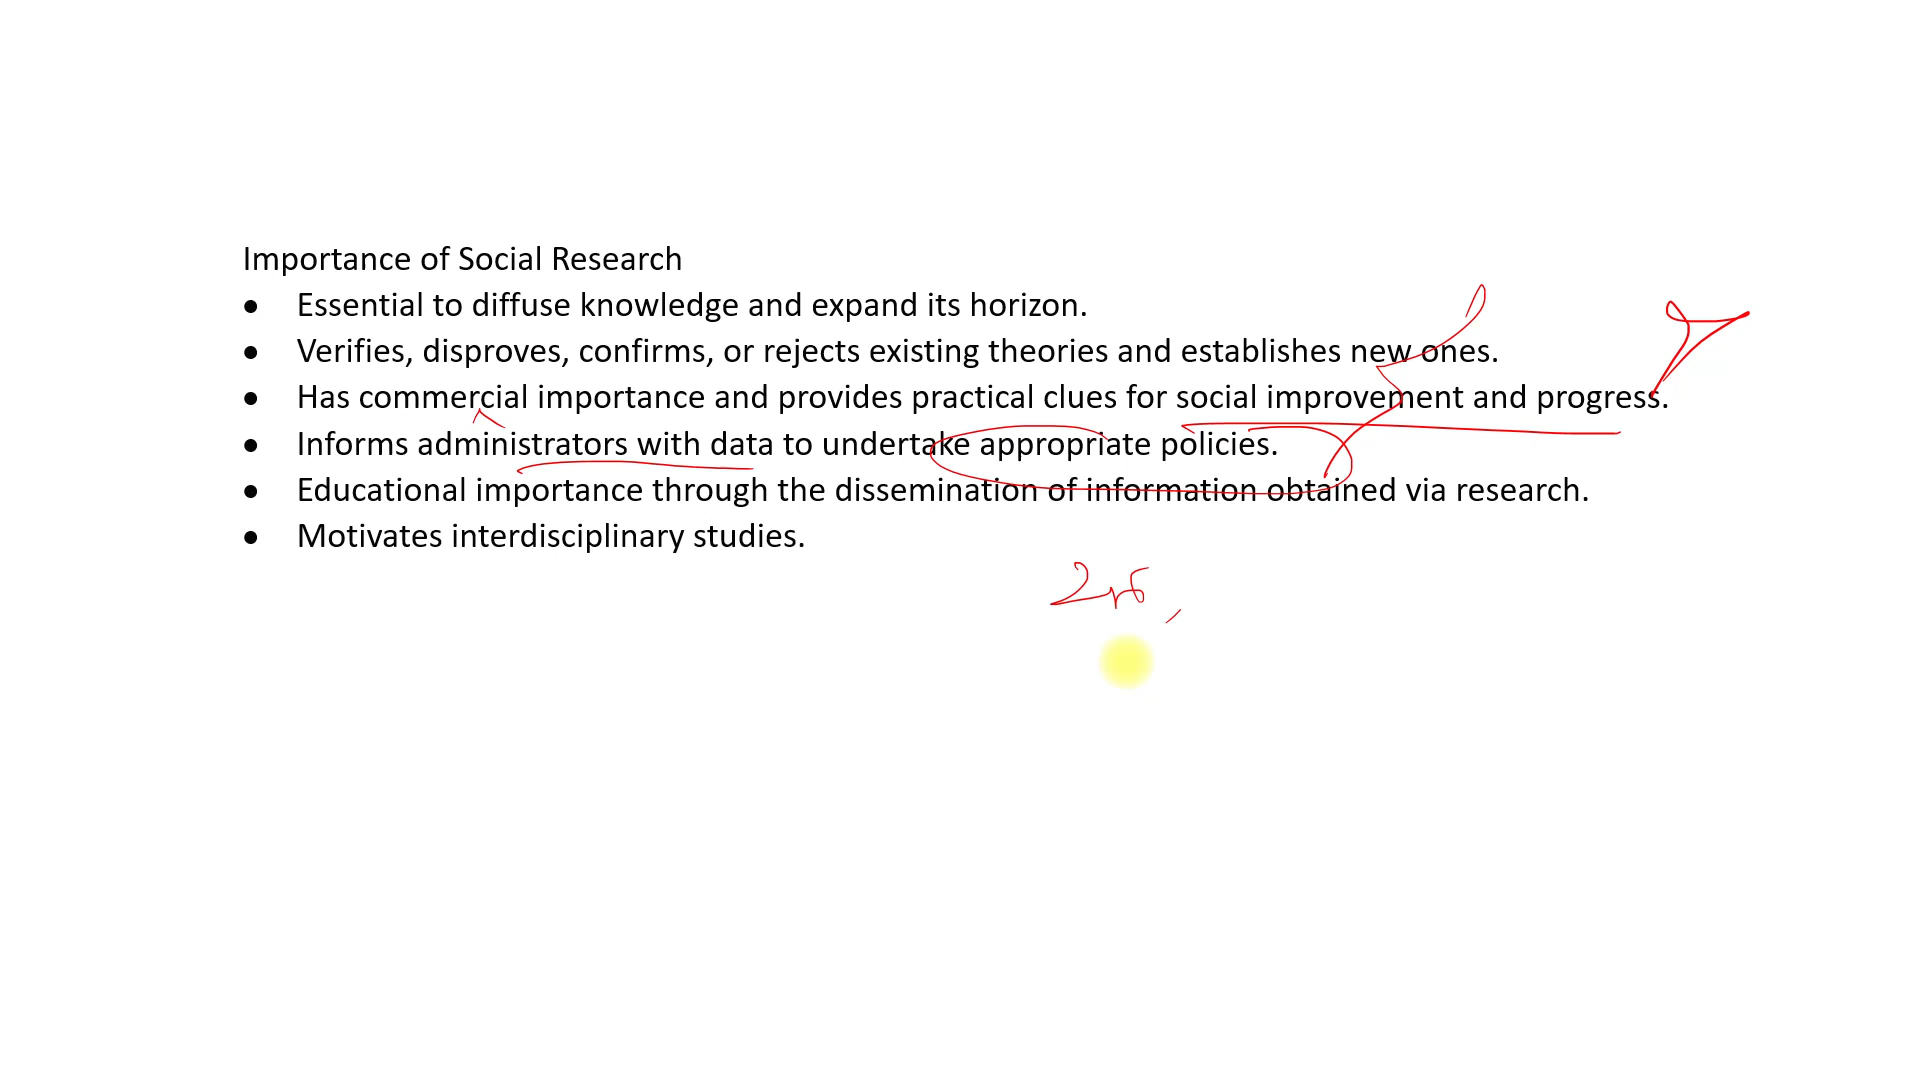 Importance of Social Research
• Essential to diffuse knowledge and expand its horizon.
• Verifies, disproves, confirms, or rejects existing theories and establishes new ones.
• Has commercial importance and provides practical clues for social improvement and progress.
• Informs administrators with data to undertake appropriate policies.
• Educational importance through the dissemination of information obtained via research.
• Motivates interdisciplinary studies.